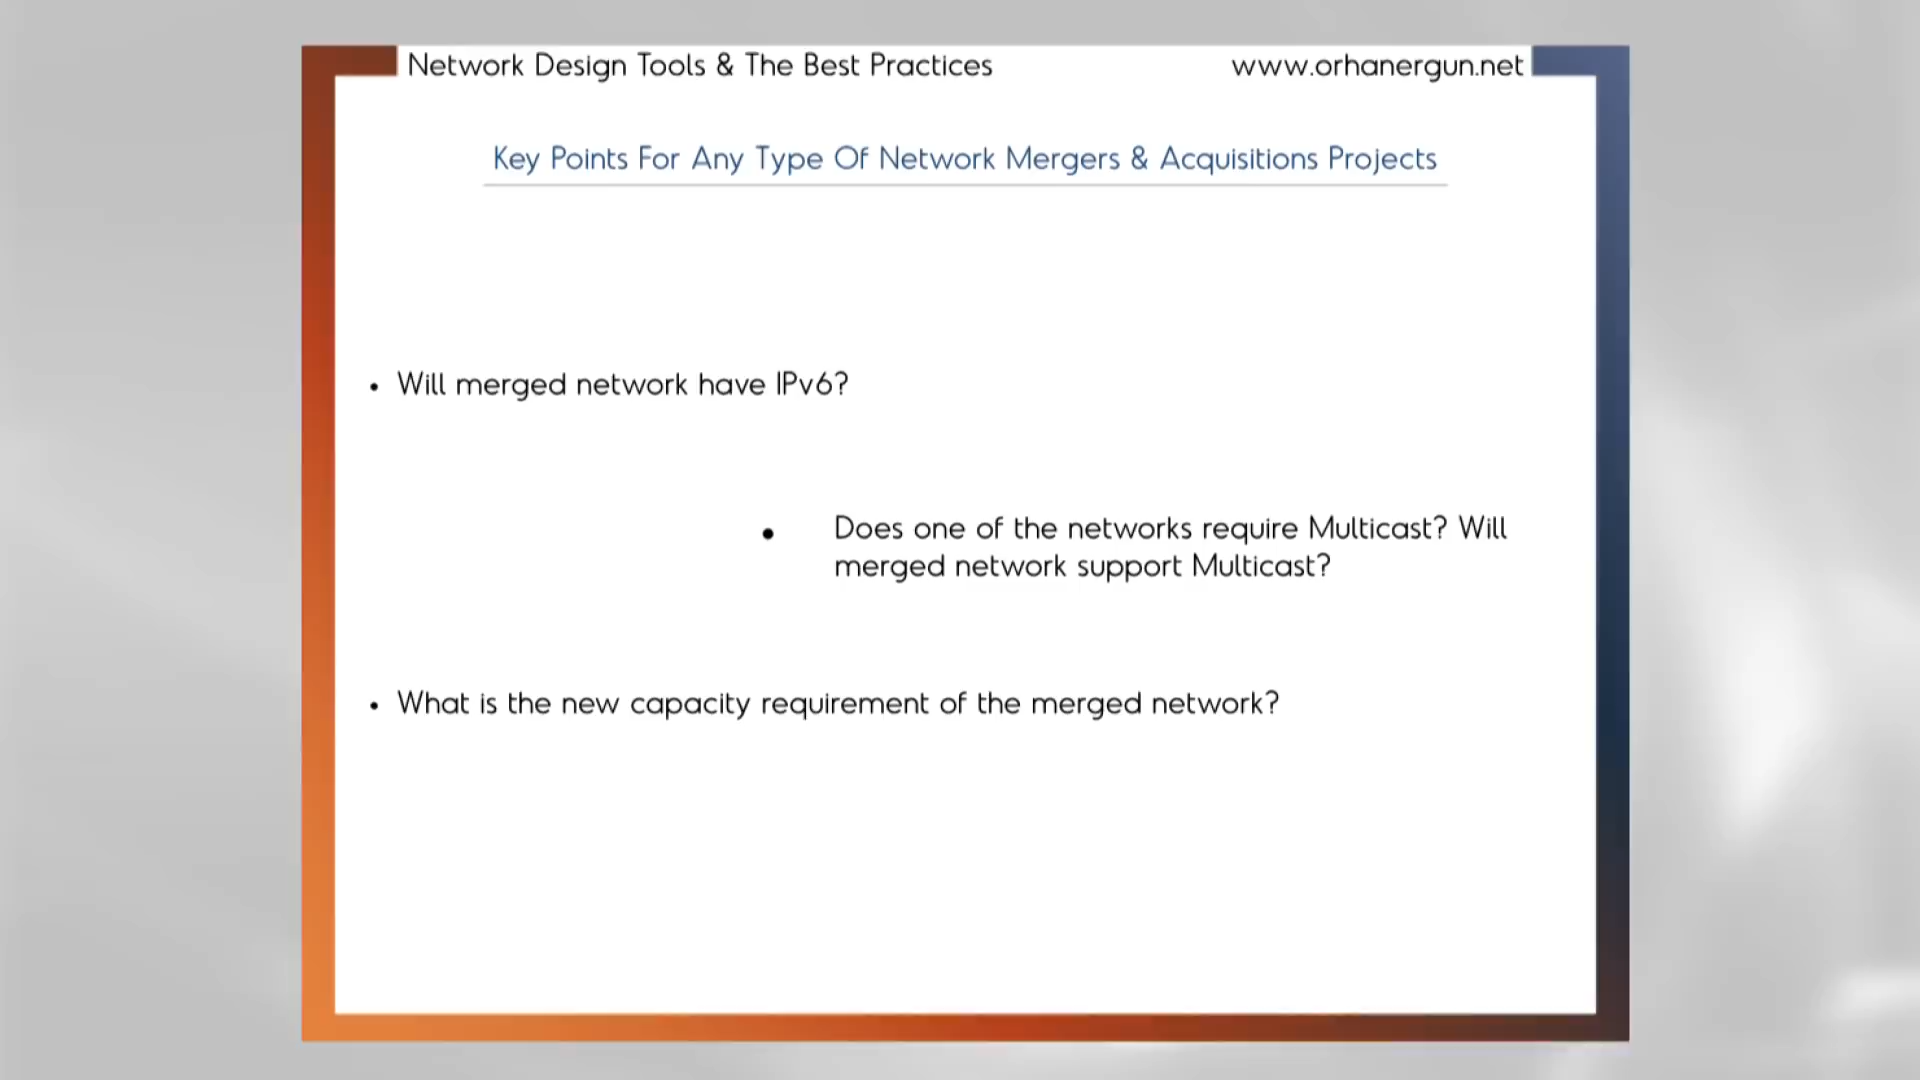 Network Design Tools & The Best Practices
www.orhanergun.net
Key Points For Any Type Of Network Mergers & Acquisitions Projects
• Will merged network have IPv6?
• Does one of the networks require Multicast? Will
merged network support Multicast?
• What is the new capacity requirement of the merged network?